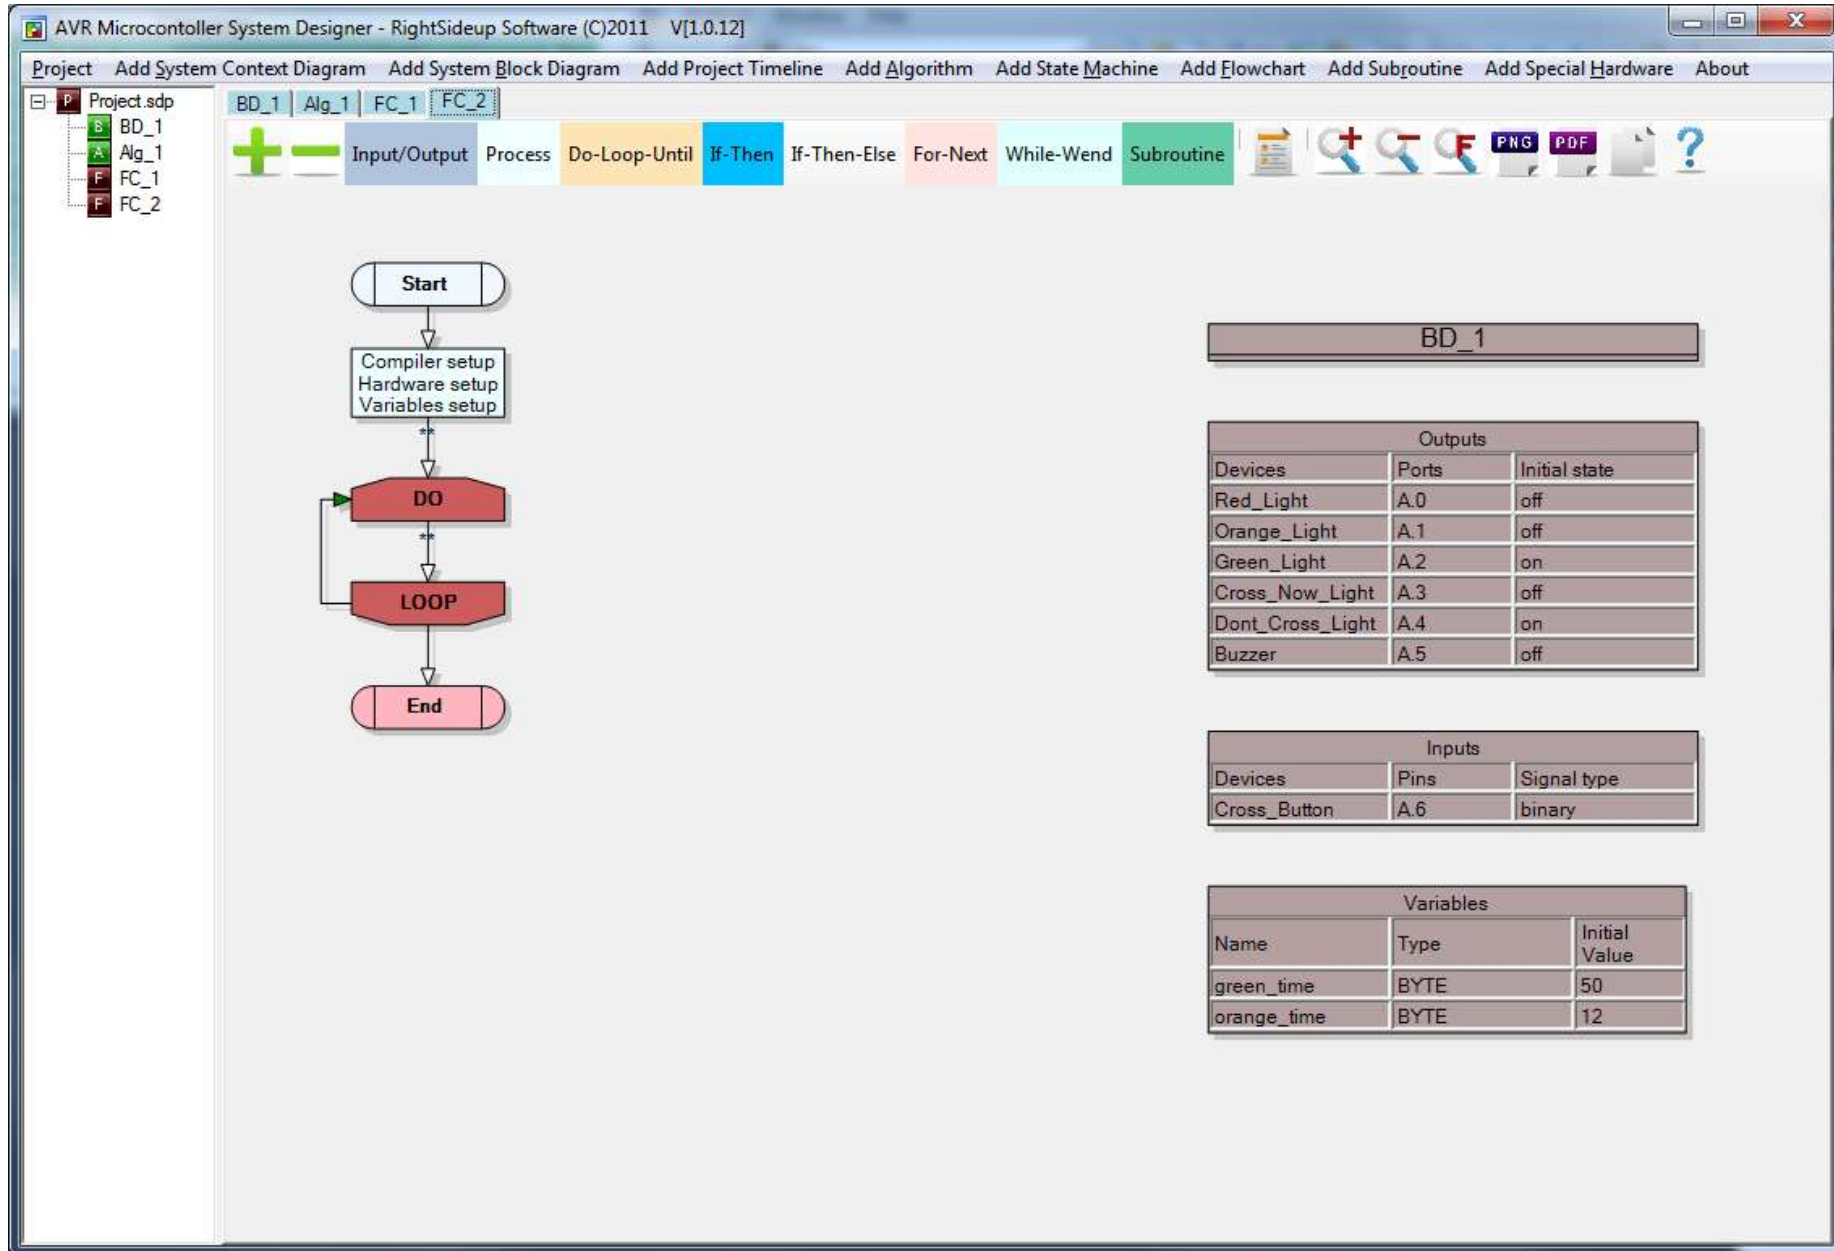 AVR Microcontoller System Designer - RightSideup Software (C)2011 V[1.0.12]
Project Add System Context Diagram Add System Block Diagram Add Project Timeline Add Algorithm Add State Machine Add Flowchart Add Subroutine Add Special Hardware About
P Project.sdp
B BD_1
A Alg_1
F FC_1
F FC_2
BD_1 Alg_1 FC_1 FC_2
Input/Output Process Do-Loop-Until If-Then If-Then-Else For-Next While-Wend Subroutine F PNG PDF ?
Start
Compiler setup
Hardware setup
Variables setup
**
DO
**
LOOP
End
BD_1
Outputs
Devices Ports Initial state
Red_Light A.0 off
Orange_Light A.1 off
Green_Light A.2 on
Cross_Now_Light A.3 off
Dont_Cross_Light A.4 on
Buzzer A.5 off
Inputs
Devices Pins Signal type
Cross_Button A.6 binary
Variables
Name Type Initial Value
green_time BYTE 50
orange_time BYTE 12